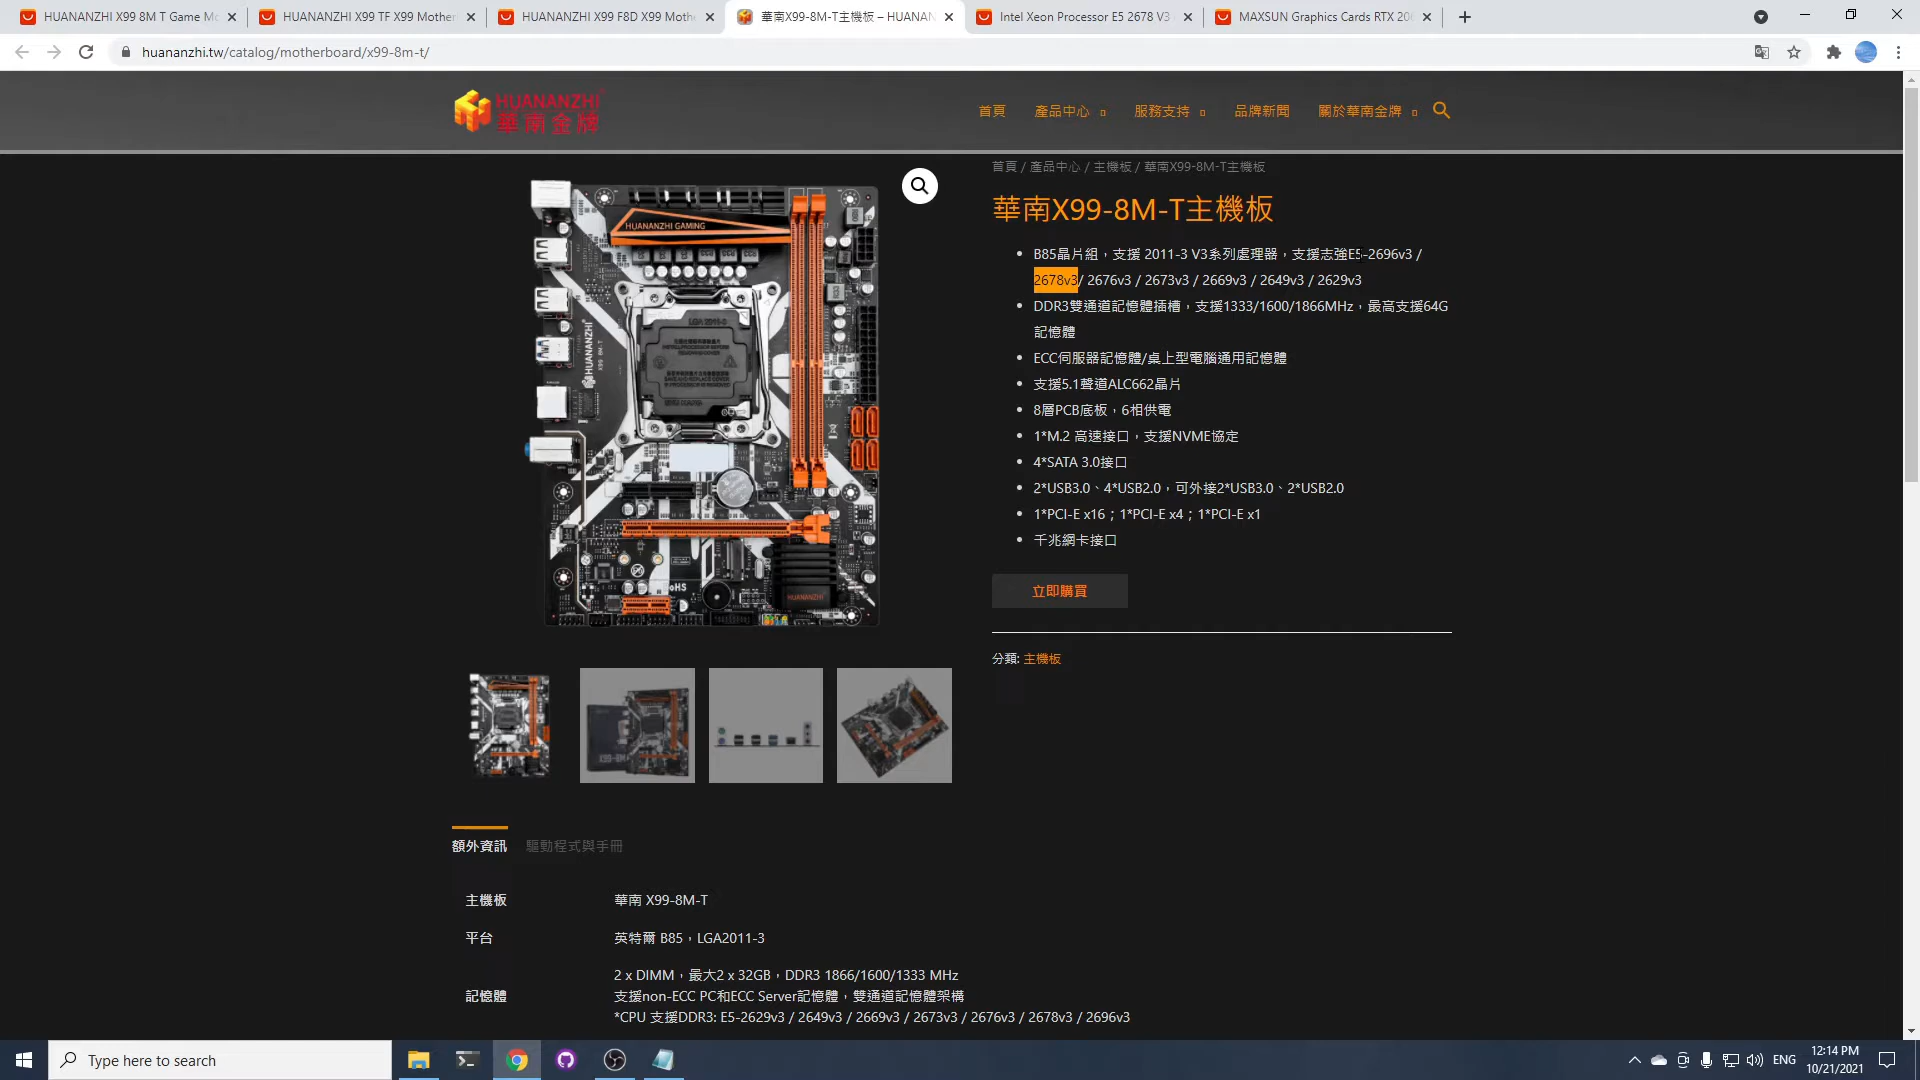 HUANANZHI X99 8M T Game Mo
HUANANZHI X99 TF X99 Mother
HUANANZHI X99 F8D X99 Mothe
華南X99-8M-T主機板 – HUANAN
Intel Xeon Processor E5 2678 V3
MAXSUN Graphics Cards RTX 206
huananzhi.tw/catalog/motherboard/x99-8m-t/
HUANANZHI
華南金牌
首頁
產品中心
服務支持
品牌新聞
關於華南金牌
首頁 / 產品中心 / 主機板 / 華南X99-8M-T主機板
華南X99-8M-T主機板
B85晶片組，支援 2011-3 V3系列處理器，支援志強E5-2696v3 /
2678v3/ 2676v3 / 2673v3 / 2669v3 / 2649v3 / 2629v3
DDR3雙通道記憶體插槽，支援1333/1600/1866MHz，最高支援64G
記憶體
ECC伺服器記憶體/桌上型電腦通用記憶體
支援5.1聲道ALC662晶片
8層PCB底板，6相供電
1*M.2 高速接口，支援NVME協定
4*SATA 3.0接口
2*USB3.0、4*USB2.0，可外接2*USB3.0、2*USB2.0
1*PCI-E x16；1*PCI-E x4；1*PCI-E x1
千兆網卡接口
立即購買
分類: 主機板
HUANANZHI GAMING
LGA 2011-3
HUANANZHI
X99 8M-T
HUANANZHI
額外資訊
驅動程式與手冊
主機板
華南 X99-8M-T
平台
英特爾 B85，LGA2011-3
記憶體
2 x DIMM，最大2 x 32GB，DDR3 1866/1600/1333 MHz
支援non-ECC PC和ECC Server記憶體，雙通道記憶體架構
*CPU 支援DDR3: E5-2629v3 / 2649v3 / 2669v3 / 2673v3 / 2676v3 / 2678v3 / 2696v3
Type here to search
ENG
12:14 PM
10/21/2021